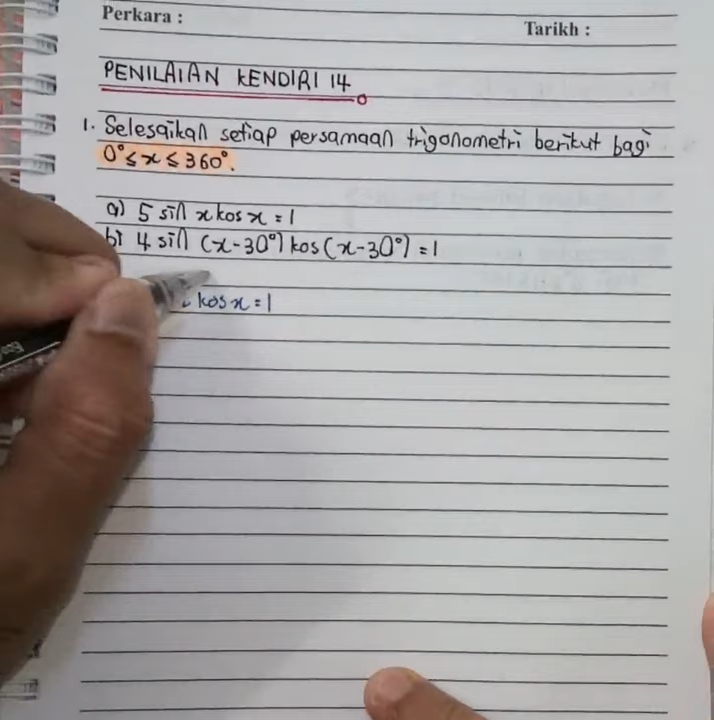 Perkara :
Tarikh :
PENILAIAN KENDIRI 14
1. Selesaikan setiap persamaan trigonometri berikut bagi
0° ≤ x ≤ 360°.
a) 5 sin x kos x = 1
b) 4 sin (x-30°) kos (x-30°) = 1
kos x = 1